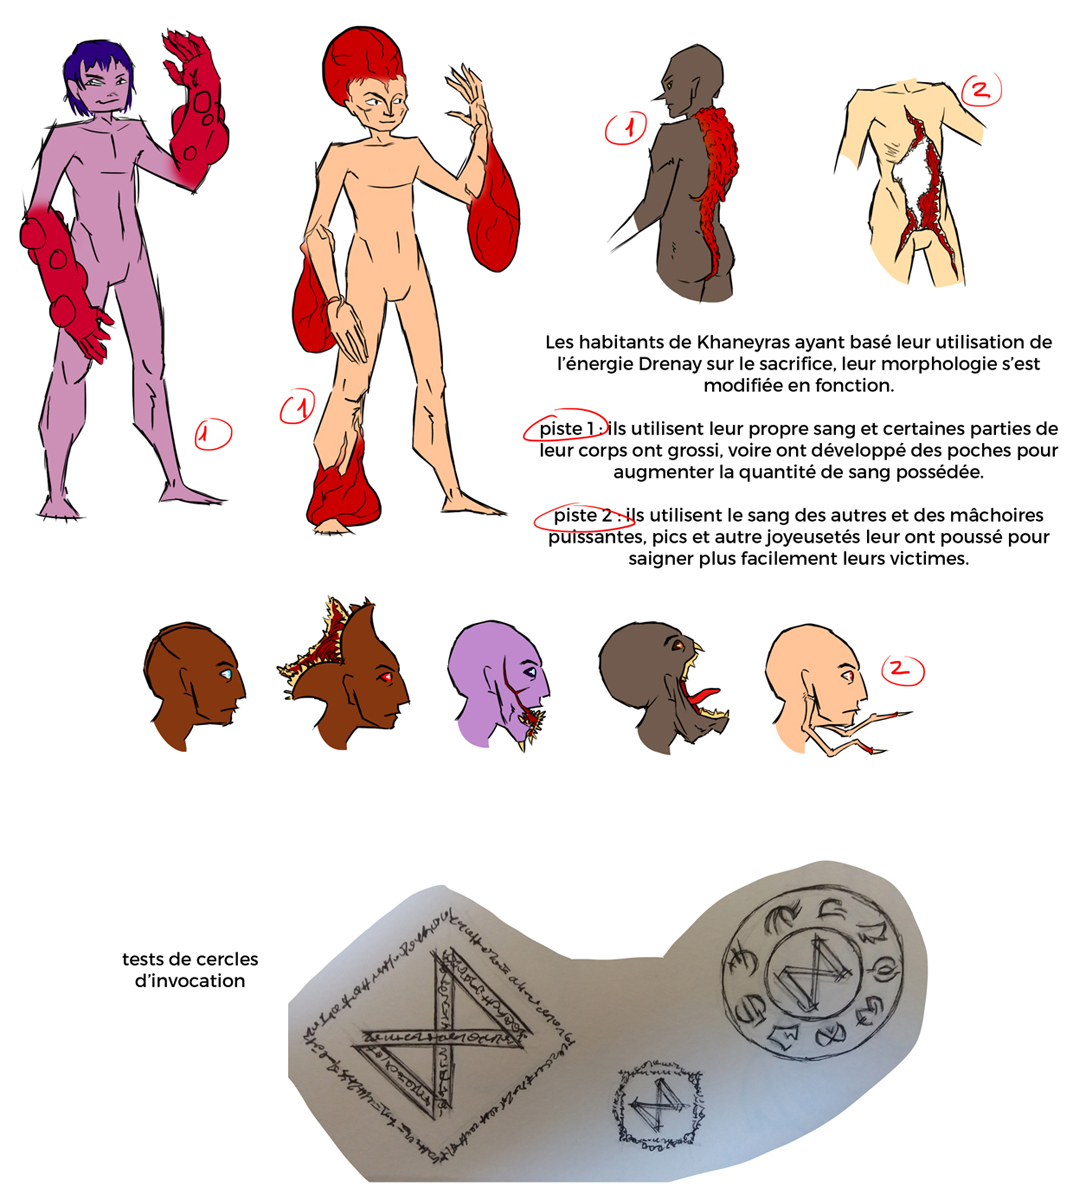 1
1
1
2
Les habitants de Khaneyras ayant basé leur utilisation de
l'énergie Drenay sur le sacrifice, leur morphologie s'est
modifiée en fonction.
piste 1 : ils utilisent leur propre sang et certaines parties de
leur corps ont grossi, voire ont développé des poches pour
augmenter la quantité de sang possédée.
piste 2 : ils utilisent le sang des autres et des mâchoires
puissantes, pics et autre joyeusetés leur ont poussé pour
saigner plus facilement leurs victimes.
2
tests de cercles
d'invocation